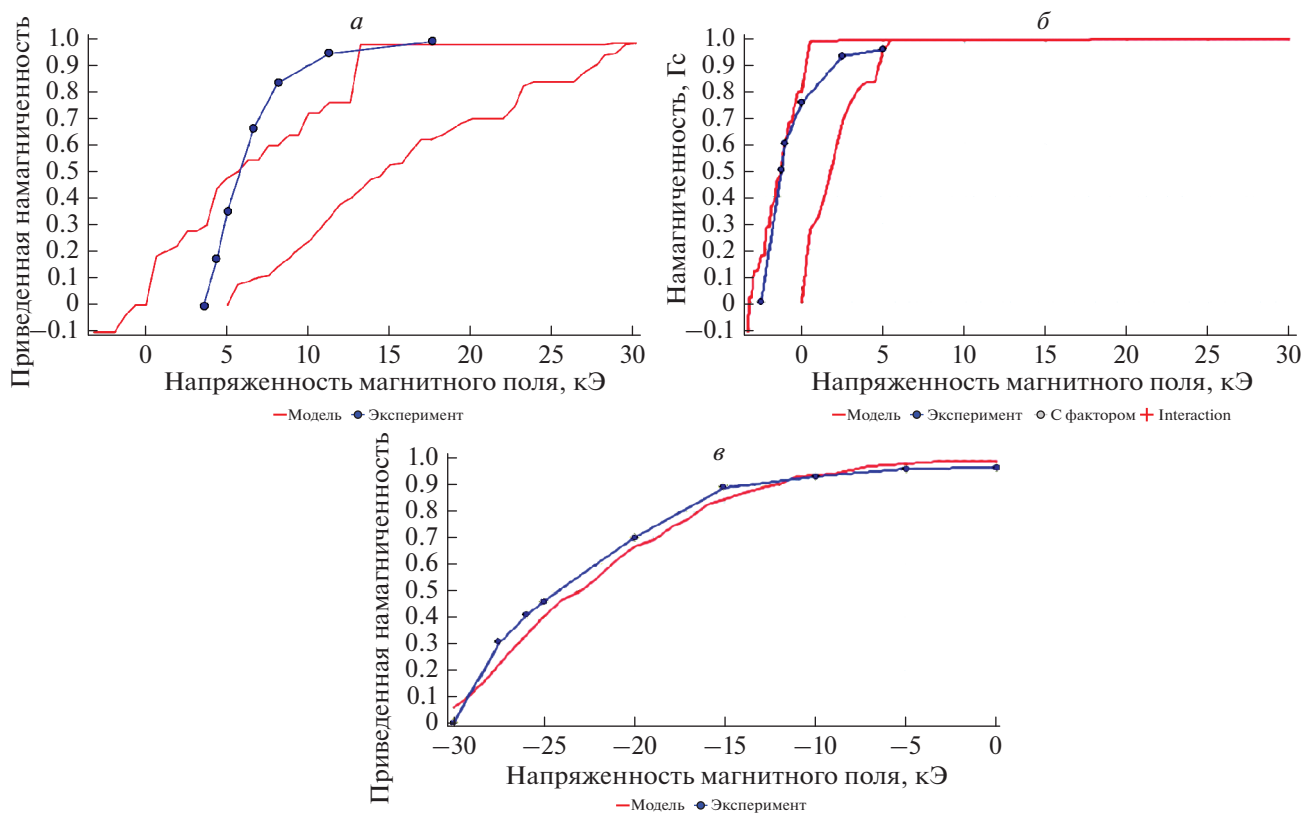 а
Приведенная намагниченность
1.0
0.9
0.8
0.7
0.6
0.5
0.4
0.3
0.2
0.1
0
−0.1
0 5 10 15 20 25 30
Напряженность магнитного поля, кЭ
Модель Эксперимент
б
Намагниченность, Гс
1.0
0.9
0.8
0.7
0.6
0.5
0.4
0.3
0.2
0.1
0
−0.1
0 5 10 15 20 25 30
Напряженность магнитного поля, кЭ
Модель Эксперимент С фактором Interaction
в
Приведенная намагниченность
1.0
0.9
0.8
0.7
0.6
0.5
0.4
0.3
0.2
0.1
0
−30 −25 −20 −15 −10 −5 0
Напряженность магнитного поля, кЭ
Модель Эксперимент